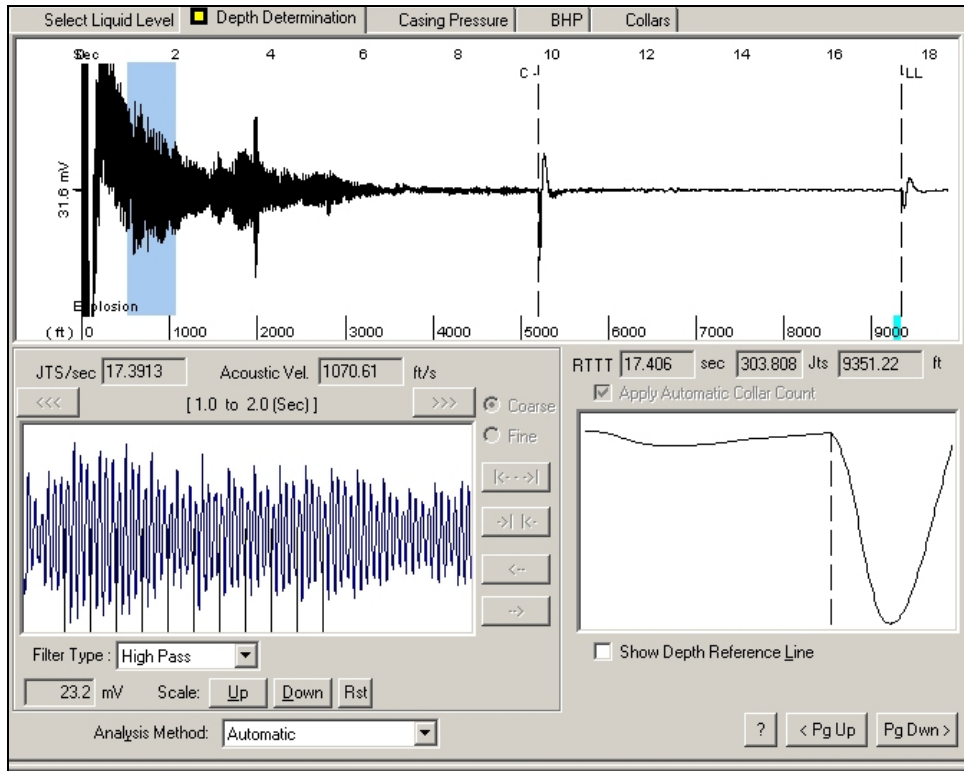 Select Liquid Level Depth Determination Casing Pressure BHP Collars
Sec 2 4 6 8 10 12 14 16 18
C LL
31.6 mV
Explosion
(ft) 0 1000 2000 3000 4000 5000 6000 7000 8000 9000
JTS/sec 17.3913 Acoustic Vel. 1070.61 ft/s
<<< [ 1.0 to 2.0 (Sec) ] >>>
Coarse
Fine
|<--->|
->| |<-
<--
-->
Filter Type : High Pass
23.2 mV Scale: Up Down Rst
Analysis Method: Automatic
RTTT 17.406 sec 303.808 Jts 9351.22 ft
Apply Automatic Collar Count
Show Depth Reference Line
? < Pg Up Pg Dwn >